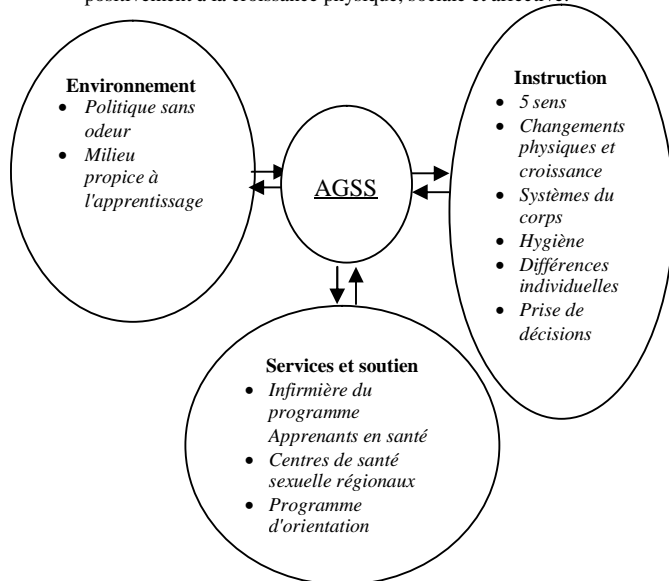 positivement à la croissance physique, sociale et affective.
Environnement
• Politique sans
odeur
• Milieu
propice à
l'apprentissage
AGSS
Instruction
• 5 sens
• Changements
physiques et
croissance
• Systèmes du
corps
• Hygiène
• Différences
individuelles
• Prise de
décisions
Services et soutien
• Infirmière du
programme
Apprenants en santé
• Centres de santé
sexuelle régionaux
• Programme
d'orientation